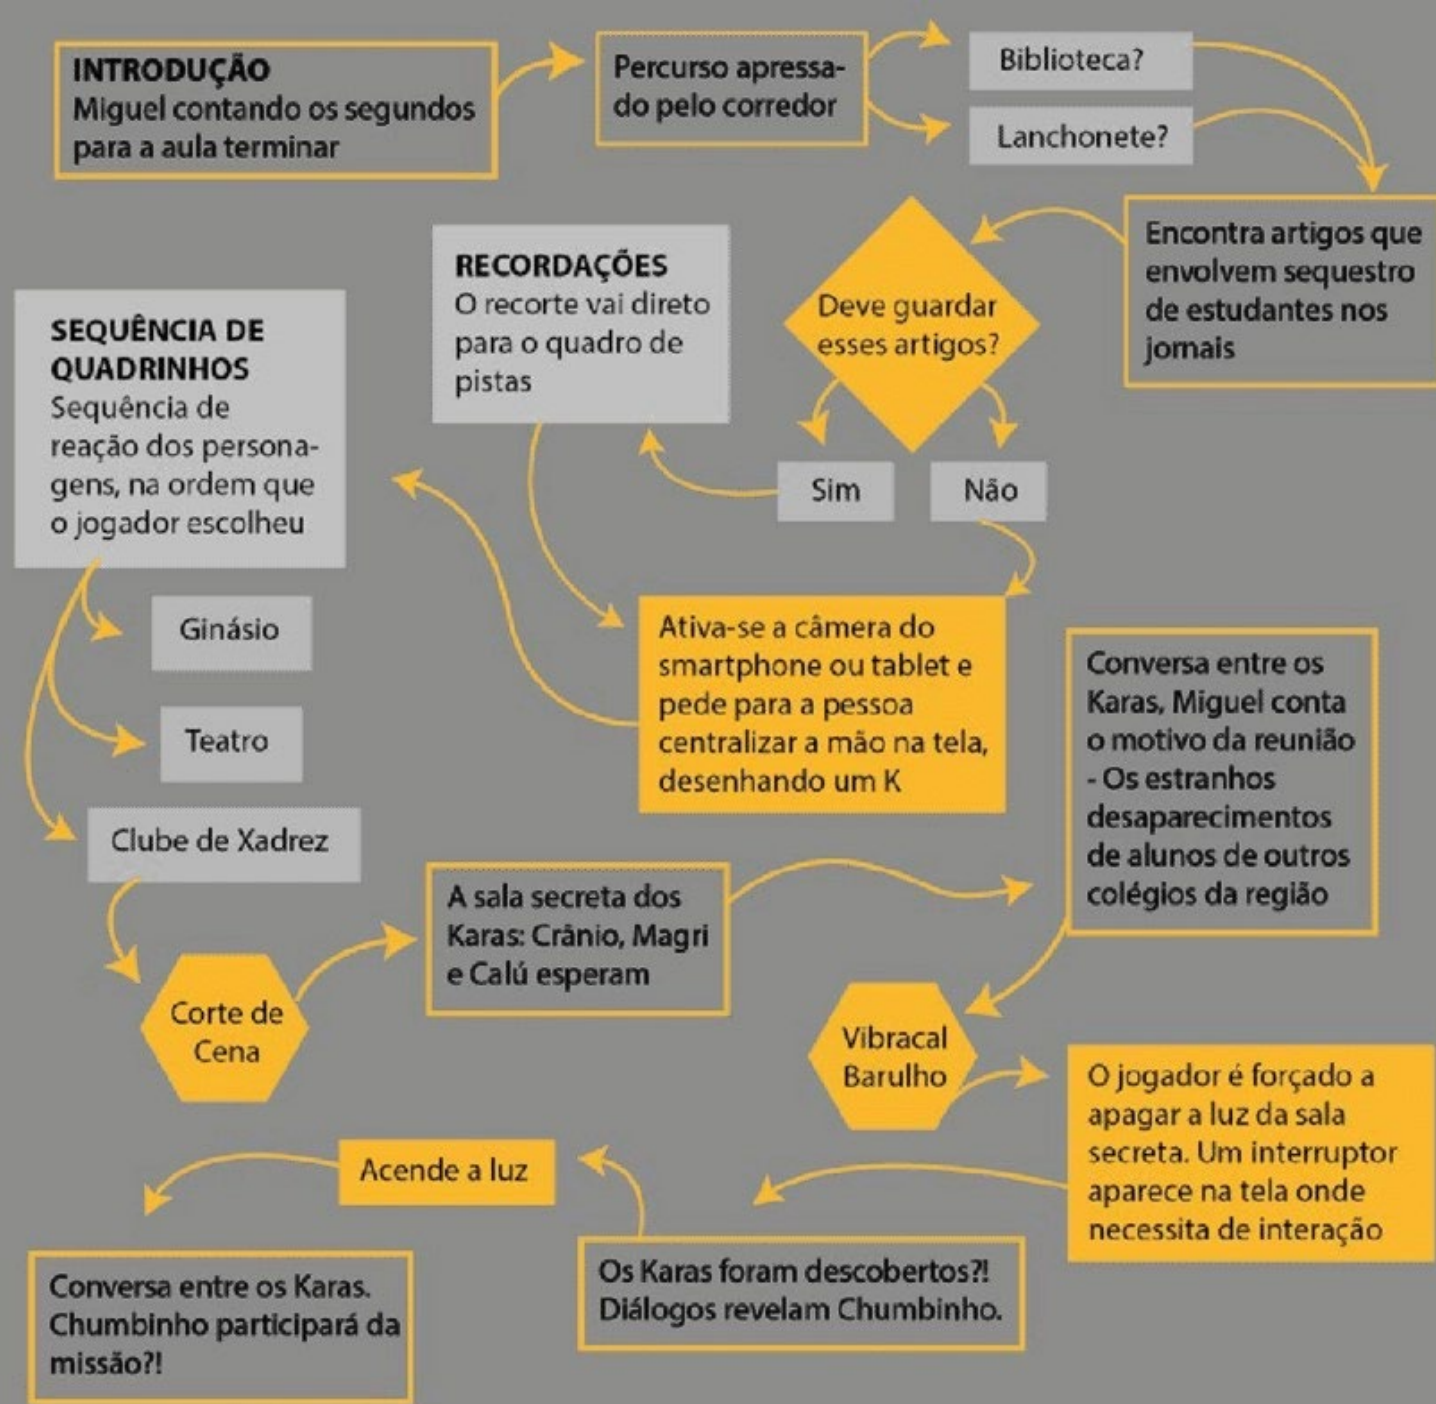 INTRODUÇÃO
Miguel contando os segundos
para a aula terminar
Percurso apressa-
do pelo corredor
Biblioteca?
Lanchonete?
Encontra artigos que
envolvem sequestro
de estudantes nos
jornais
Deve guardar
esses artigos?
Sim
Não
RECORDAÇÕES
O recorte vai direto
para o quadro de
pistas
Ativa-se a câmera do
smartphone ou tablet e
pede para a pessoa
centralizar a mão na tela,
desenhando um K
SEQUÊNCIA DE
QUADRINHOS
Sequência de
reação dos persona-
gens, na ordem que
o jogador escolheu
Ginásio
Teatro
Clube de Xadrez
Corte de
Cena
A sala secreta dos
Karas: Crânio, Magri
e Calú esperam
Conversa entre os
Karas, Miguel conta
o motivo da reunião
- Os estranhos
desaparecimentos
de alunos de outros
colégios da região
Vibracal
Barulho
O jogador é forçado a
apagar a luz da sala
secreta. Um interruptor
aparece na tela onde
necessita de interação
Os Karas foram descobertos?!
Diálogos revelam Chumbinho.
Acende a luz
Conversa entre os Karas.
Chumbinho participará da
missão?!